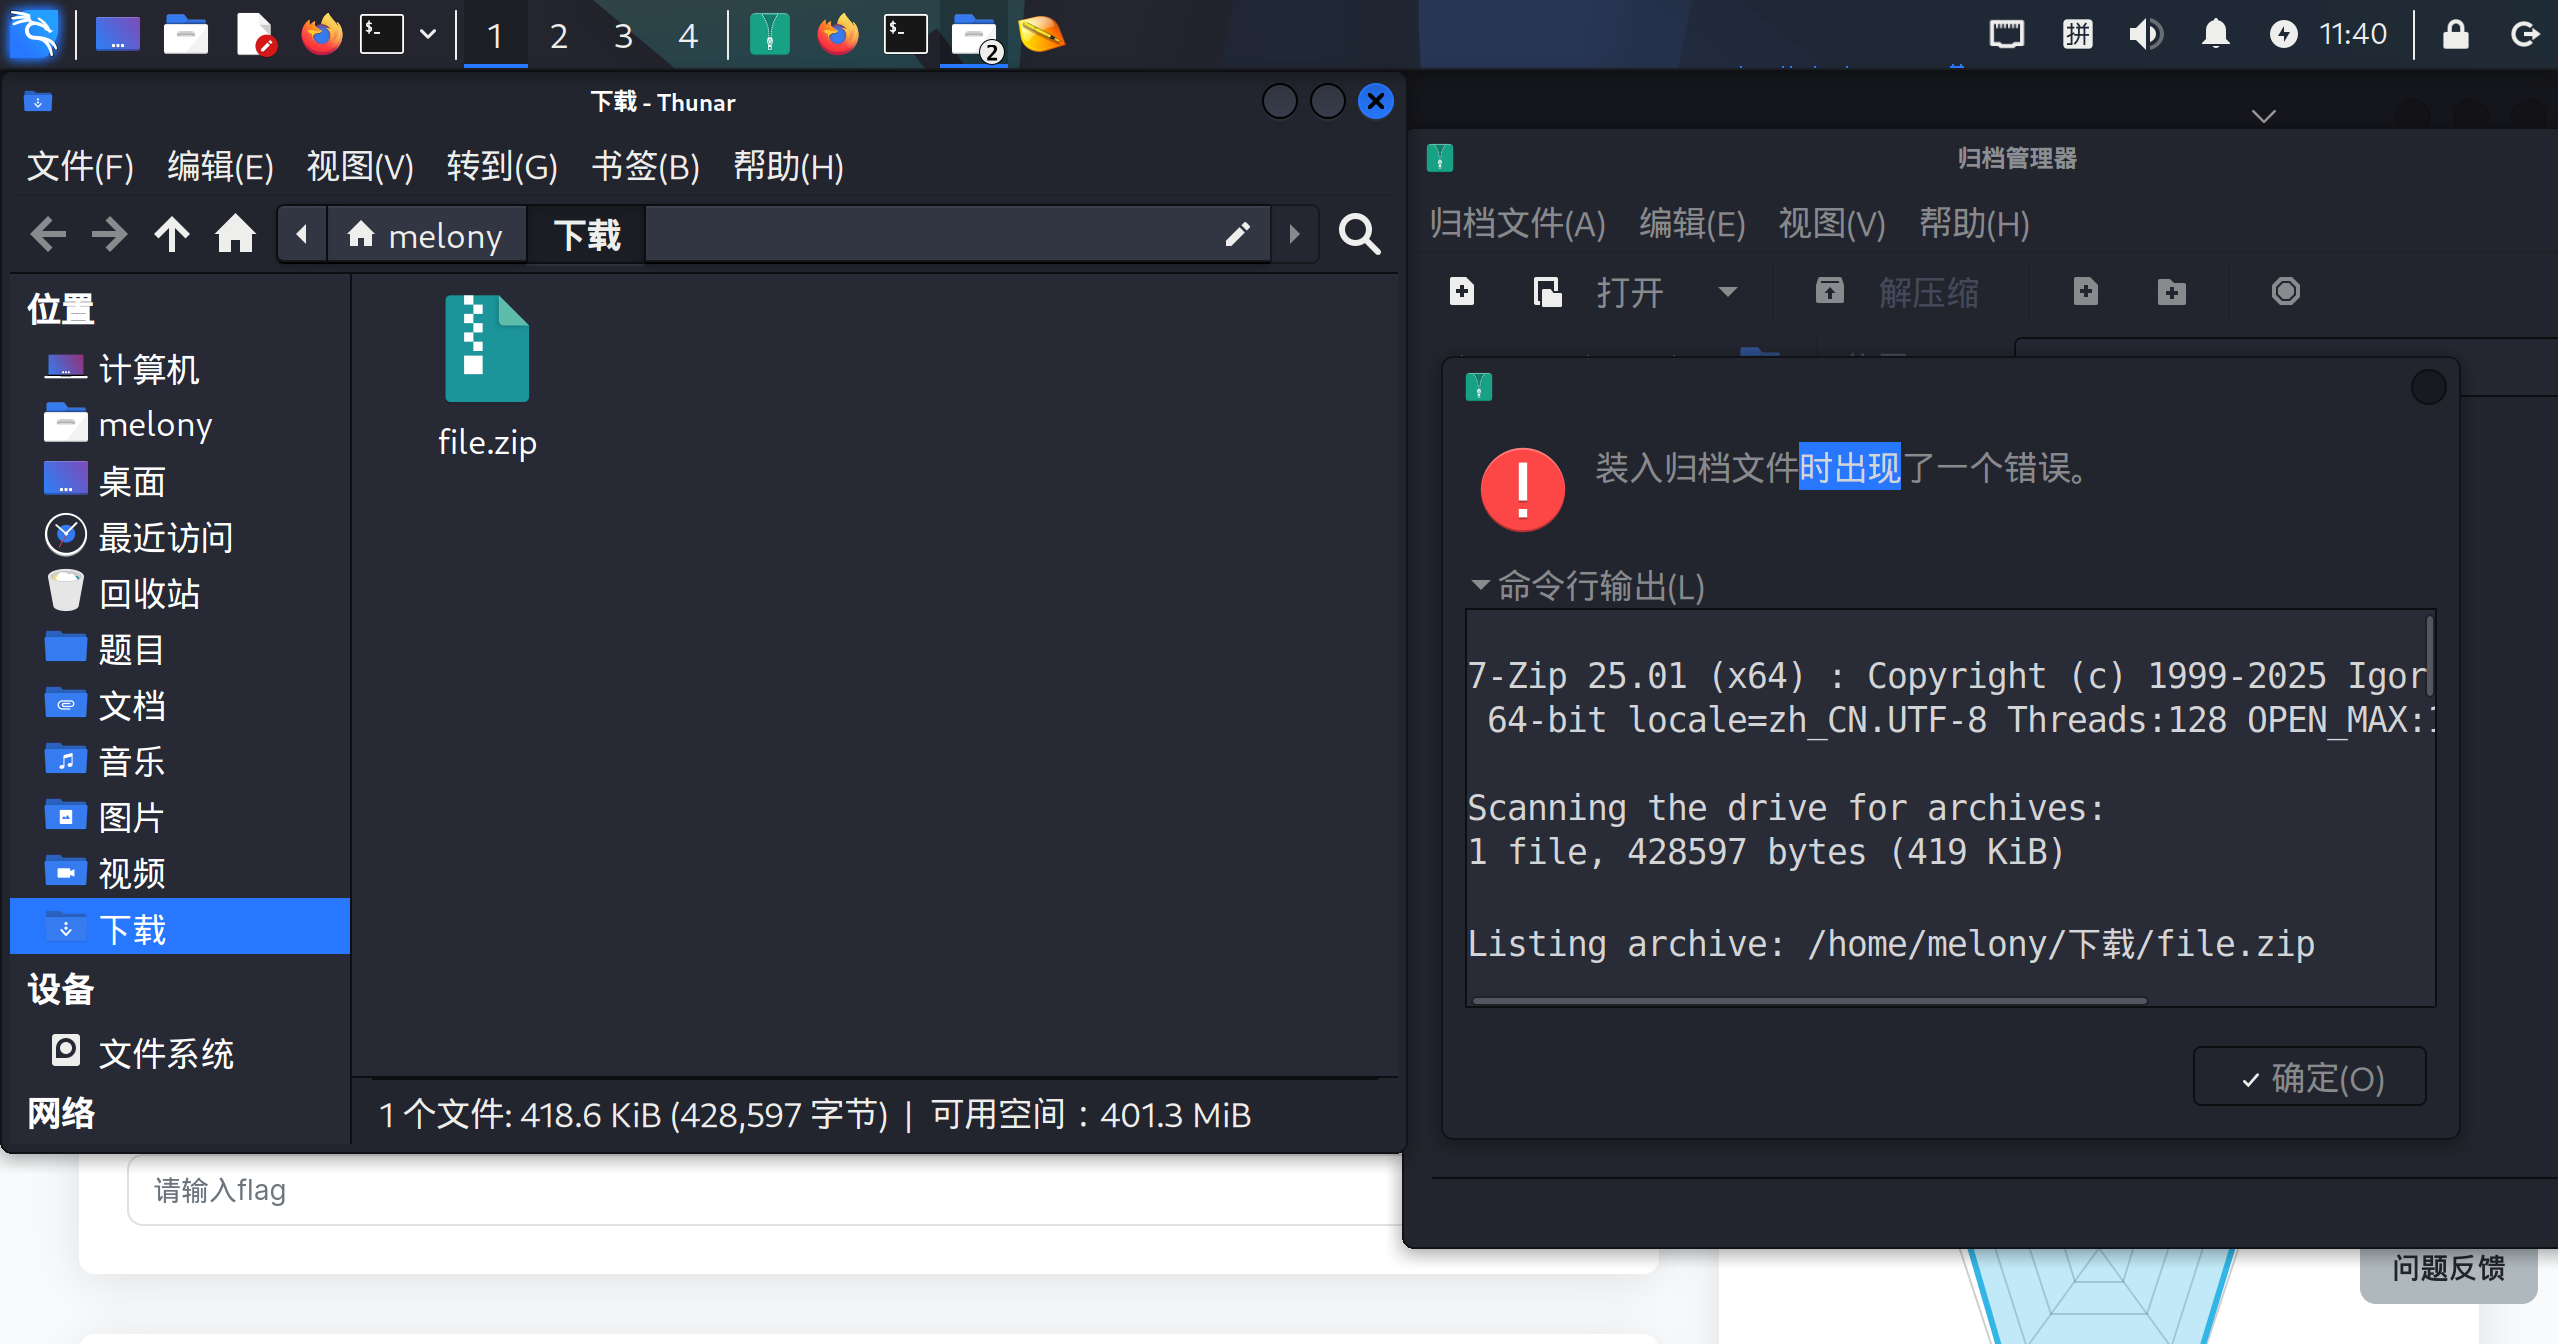 1 2 3 4
2
拼
11:40
下载 - Thunar
文件(F) 编辑(E) 视图(V) 转到(G) 书签(B) 帮助(H)
melony 下载
位置
计算机
melony
桌面
最近访问
回收站
题目
文档
音乐
图片
视频
下载
设备
文件系统
网络
file.zip
1 个文件: 418.6 KiB (428,597 字节) | 可用空间：401.3 MiB
归档管理器
归档文件(A) 编辑(E) 视图(V) 帮助(H)
打开 解压缩
装入归档文件时出现了一个错误。
命令行输出(L)
7-Zip 25.01 (x64) : Copyright (c) 1999-2025 Igor
64-bit locale=zh_CN.UTF-8 Threads:128 OPEN_MAX:1
Scanning the drive for archives:
1 file, 428597 bytes (419 KiB)
Listing archive: /home/melony/下载/file.zip
确定(O)
请输入flag
问题反馈